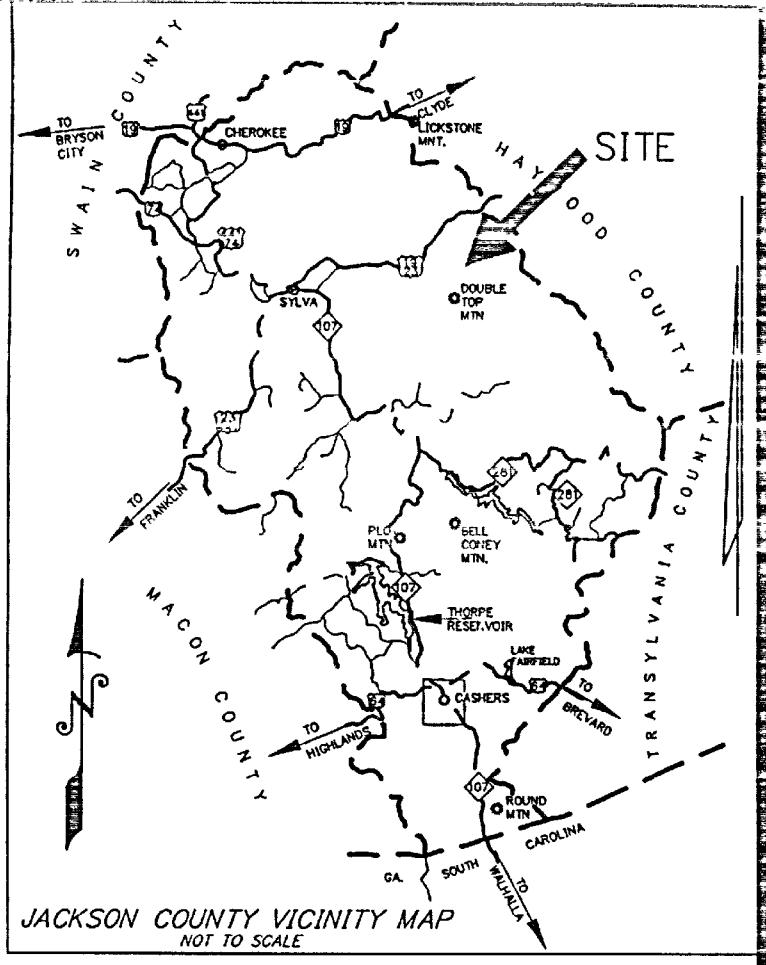 SWAIN COUNTY
441
TO
CLYDE
TO
BRYSON
CITY
19
CHEROKEE
19
LICKSTONE
MNT.
HAYWOOD COUNTY
SITE
74
74
SYLVA
107
DOUBLE
TOP
MTN
TO
FRANKLIN
281
281
BELL
CONEY
MTN.
MTN.
TRANSYLVANIA COUNTY
MACON COUNTY
107
THORPE
RESERVOIR
LAKE
FAIRFIELD
64
TO
BREVARD
64
CASHERS
TO
HIGHLANDS
107
ROUND
MTN
GA.
SOUTH CAROLINA
TO
WALHALLA
N
JACKSON COUNTY VICINITY MAP
NOT TO SCALE